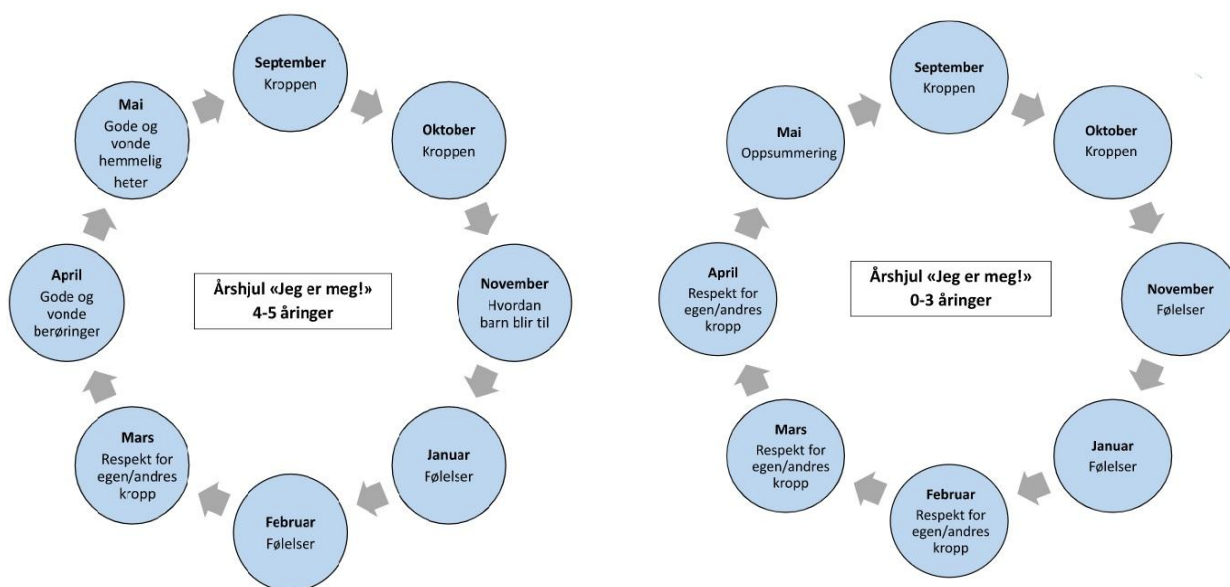 September
Kroppen
Oktober
Kroppen
November
Hvordan
barn blir til
Januar
Følelser
Februar
Følelser
Mars
Respekt for
egen/andres
kropp
April
Gode og
vonde
berøringer
Mai
Gode og
vonde
hemmelig
heter
Årshjul «Jeg er meg!»
4-5 åringer
September
Kroppen
Oktober
Kroppen
November
Følelser
Januar
Følelser
Februar
Respekt for
egen/andres
kropp
Mars
Respekt for
egen/andres
kropp
April
Respekt for
egen/andres
kropp
Mai
Oppsummering
Årshjul «Jeg er meg!»
0-3 åringer